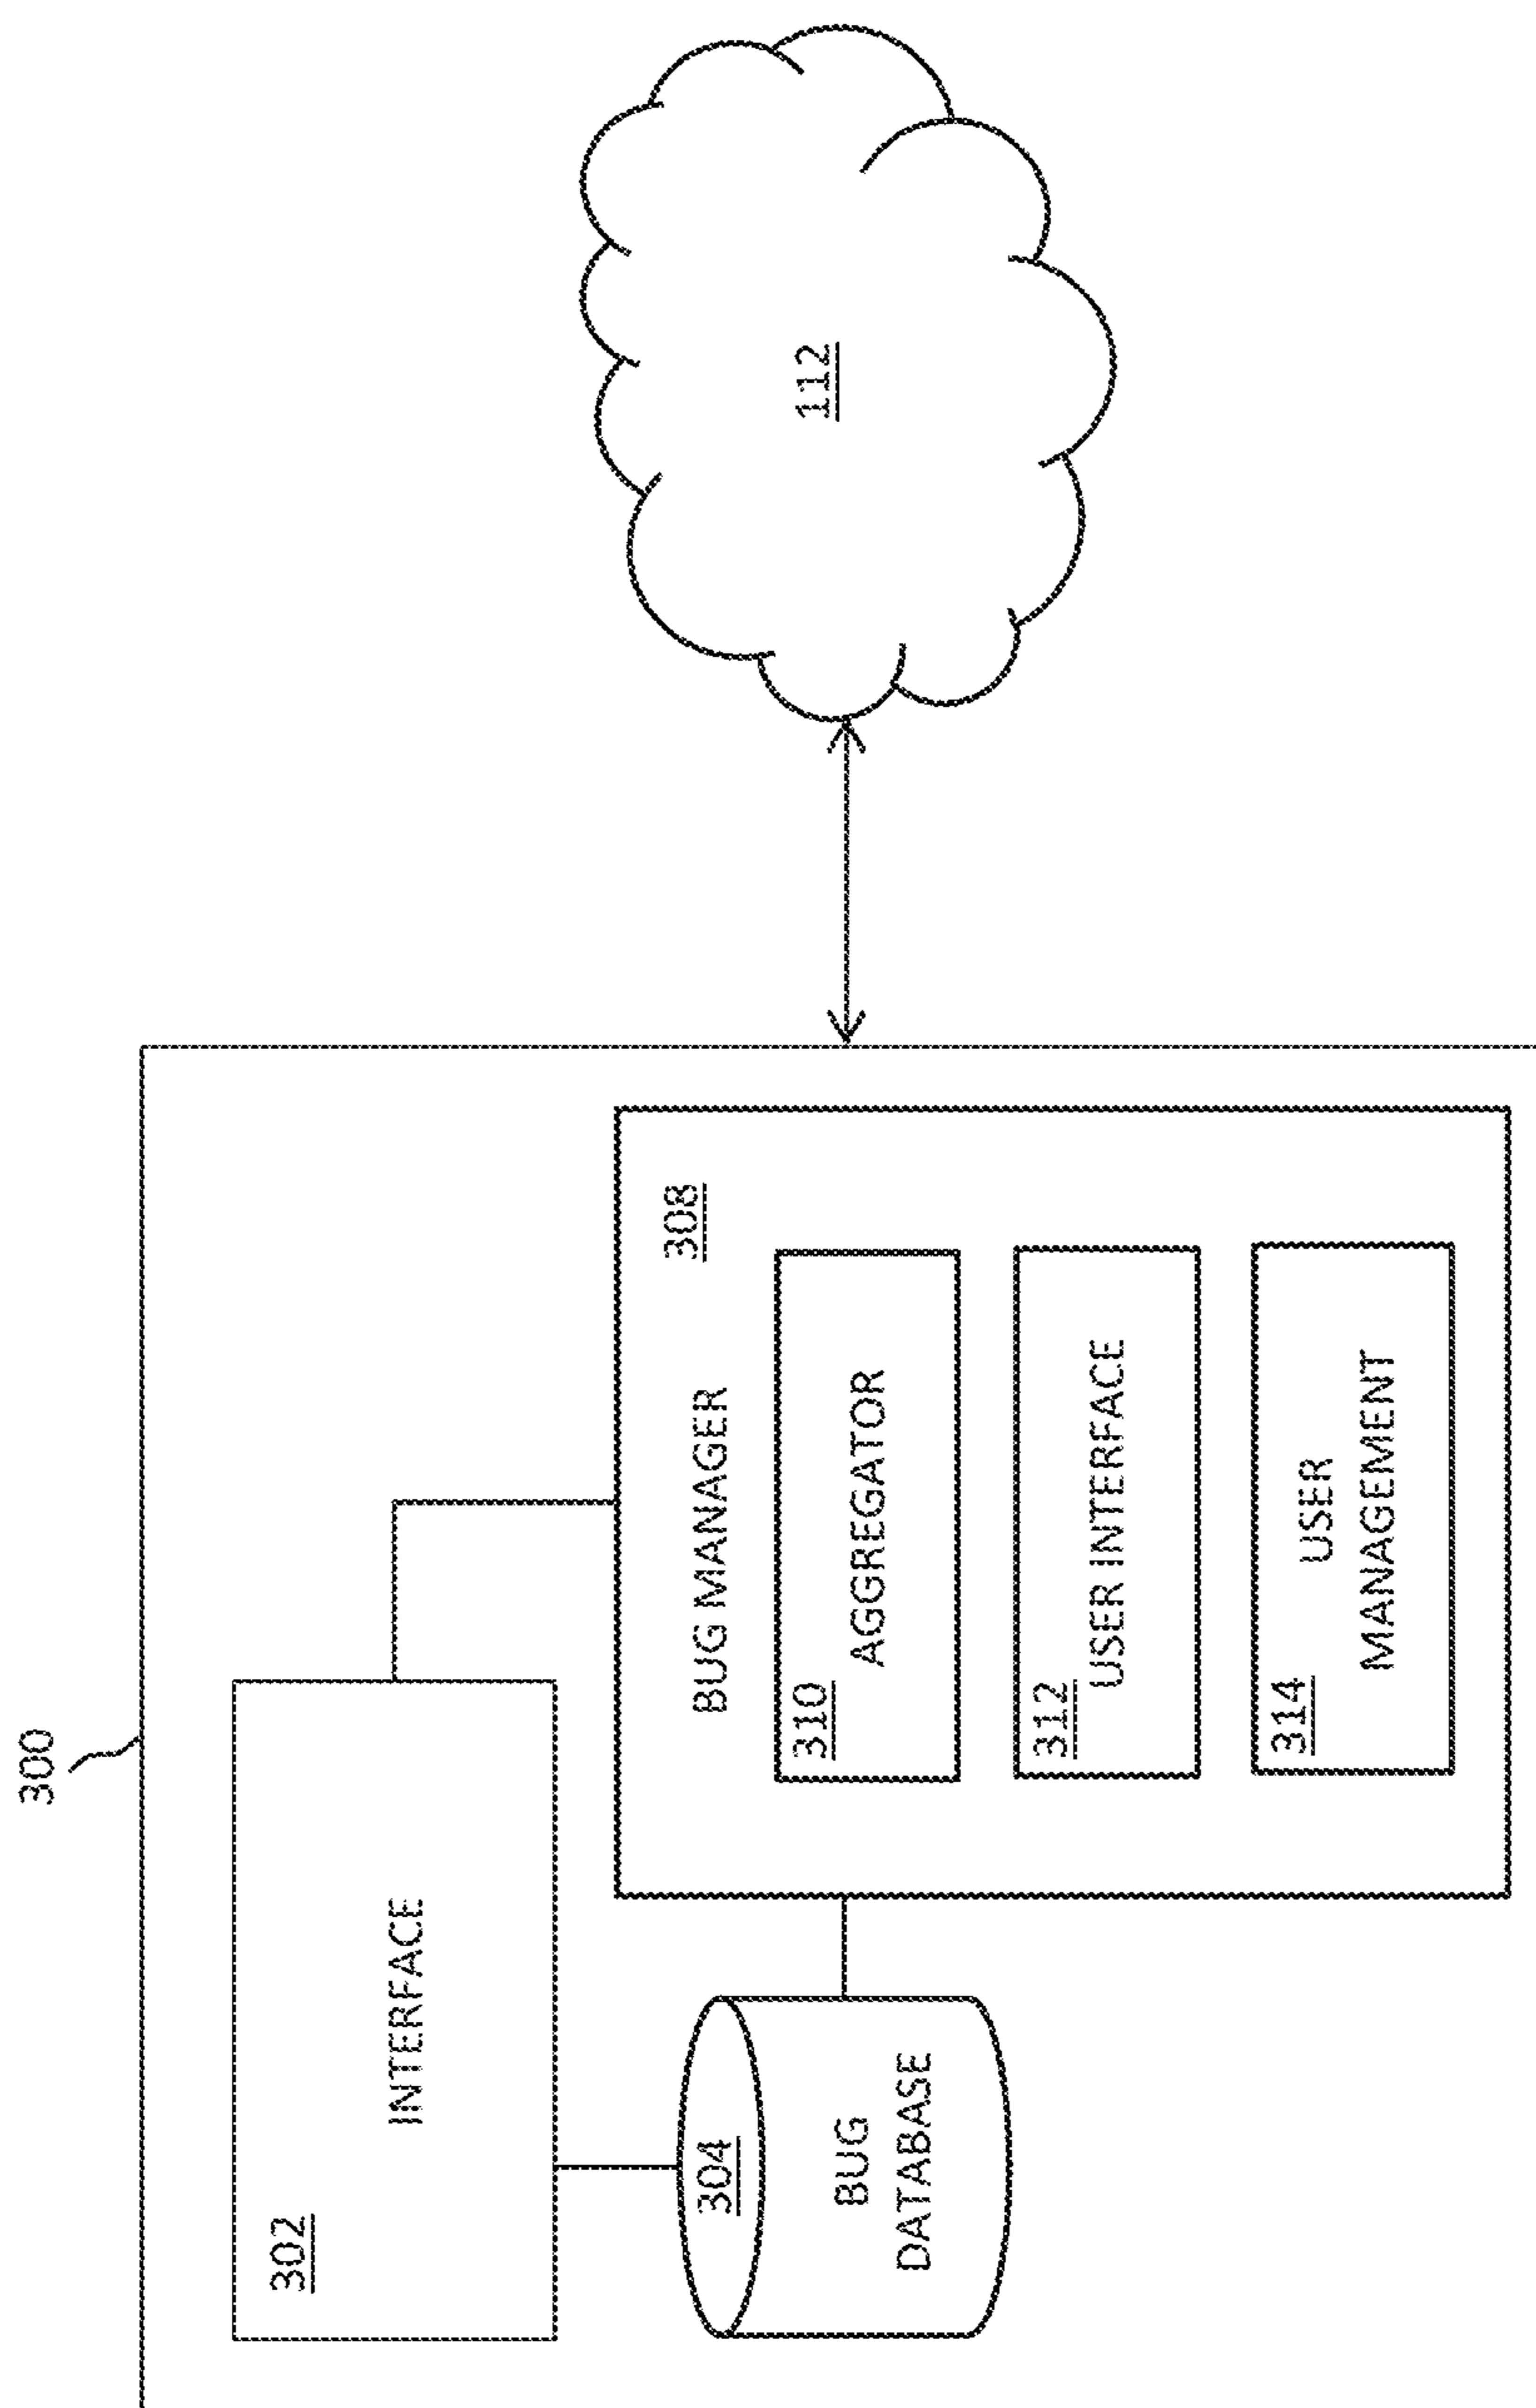 300
302
INTERFACE
304
BUG
DATABASE
308
BUG MANAGER
310
AGGREGATOR
312
USER INTERFACE
314
USER
MANAGEMENT
112